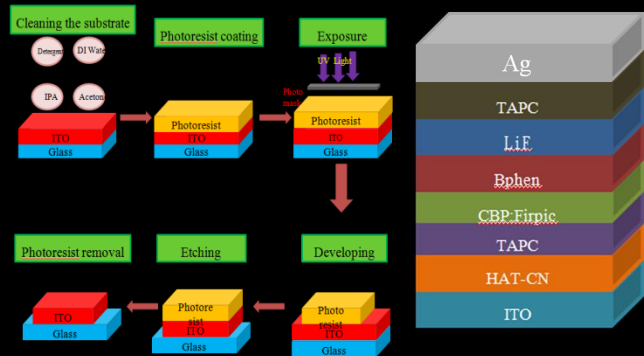 Cleaning the substrate
Detergent
DI Wate
IPA
Aceton
ITO
Glass
Photoresist coating
Photoresist
ITO
Glass
Exposure
UV Light
Photo
mask
Photoresist
ITO
Glass
Developing
Photo
resist
ITO
Glass
Etching
Photore
sist
ITO
Glass
Photoresist removal
ITO
Glass
Ag
TAPC
LiF
Bphen
CBP:Firpic
TAPC
HAT-CN
ITO